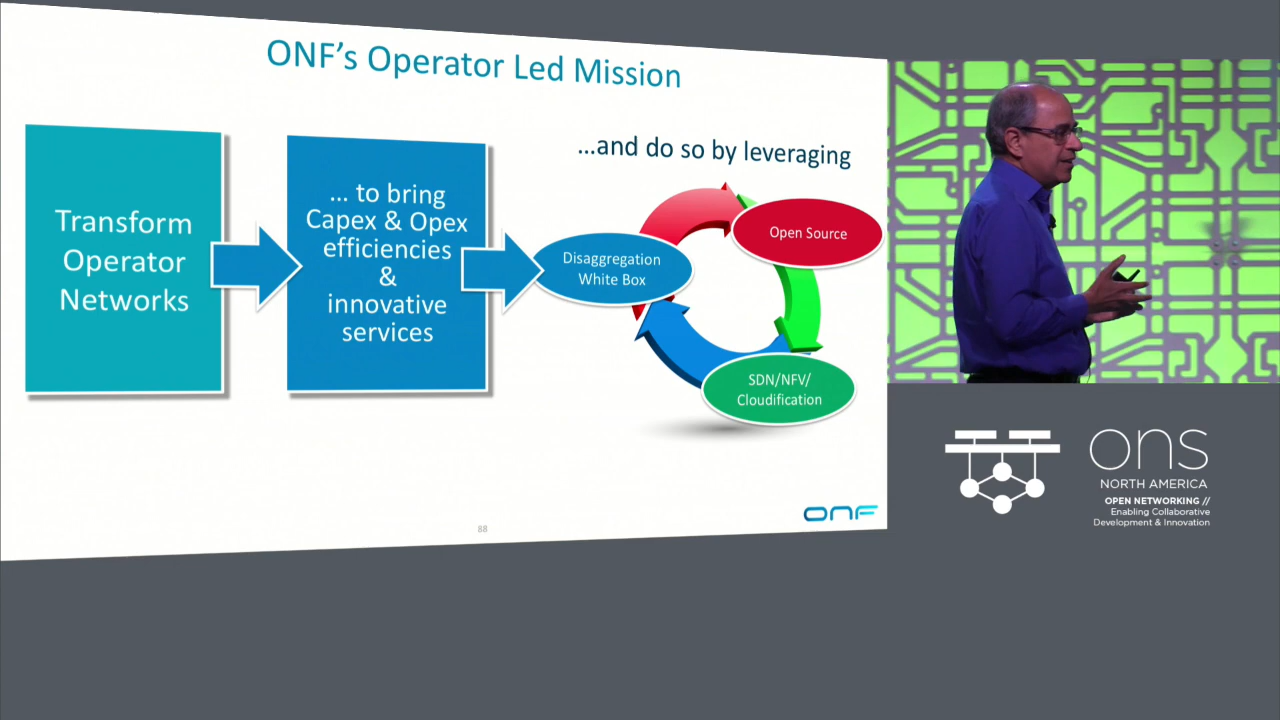 ONF's Operator Led Mission
Transform
Operator
Networks
... to bring
Capex & Opex
efficiencies
&
innovative
services
...and do so by leveraging
Open Source
Disaggregation
White Box
SDN/NFV/
Cloudification
88
ONF
ons
NORTH AMERICA
OPEN NETWORKING //
Enabling Collaborative
Development & Innovation